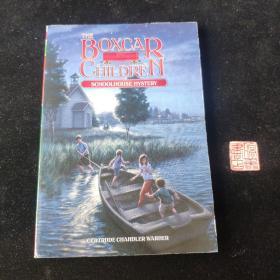 THE
BOXCAR
CHILDREN
SCHOOLHOUSE MYSTERY
GERTRUDE CHANDLER WARNER